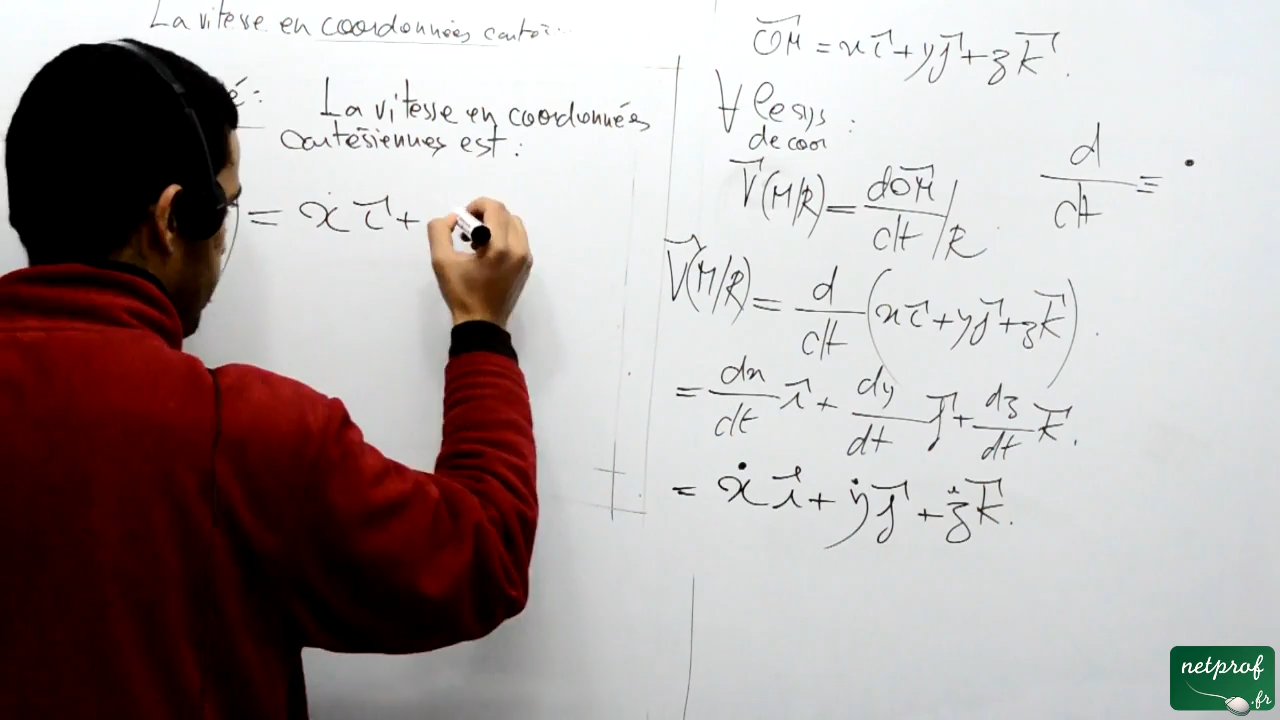 La vitesse en coordonnées cartési...
é :
La vitesse en coordonnées
cartésiennes est :
= ẋ i⃗ +
OM⃗ = x i⃗ + y j⃗ + z k⃗ .
∀ le sys :
de coor
V⃗(M/R) = dOM⃗/dt /R
d/dt ≡ •
V⃗(M/R) = d/dt (x i⃗ + y j⃗ + z k⃗) .
= dx/dt i⃗ + dy/dt j⃗ + dz/dt k⃗ .
= ẋ i⃗ + ẏ j⃗ + ż k⃗ .
netprof
.fr